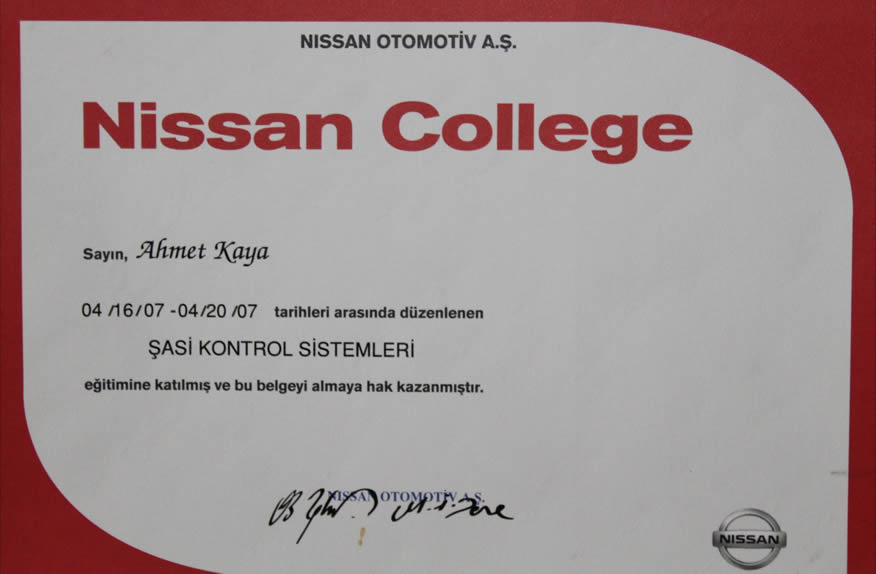 NISSAN OTOMOTİV A.Ş.
Nissan College
Sayın, Ahmet Kaya
04 /16/07 -04/20 /07 tarihleri arasında düzenlenen
ŞASİ KONTROL SİSTEMLERİ
eğitimine katılmış ve bu belgeyi almaya hak kazanmıştır.
NISSAN OTOMOTİV A.Ş.
NISSAN